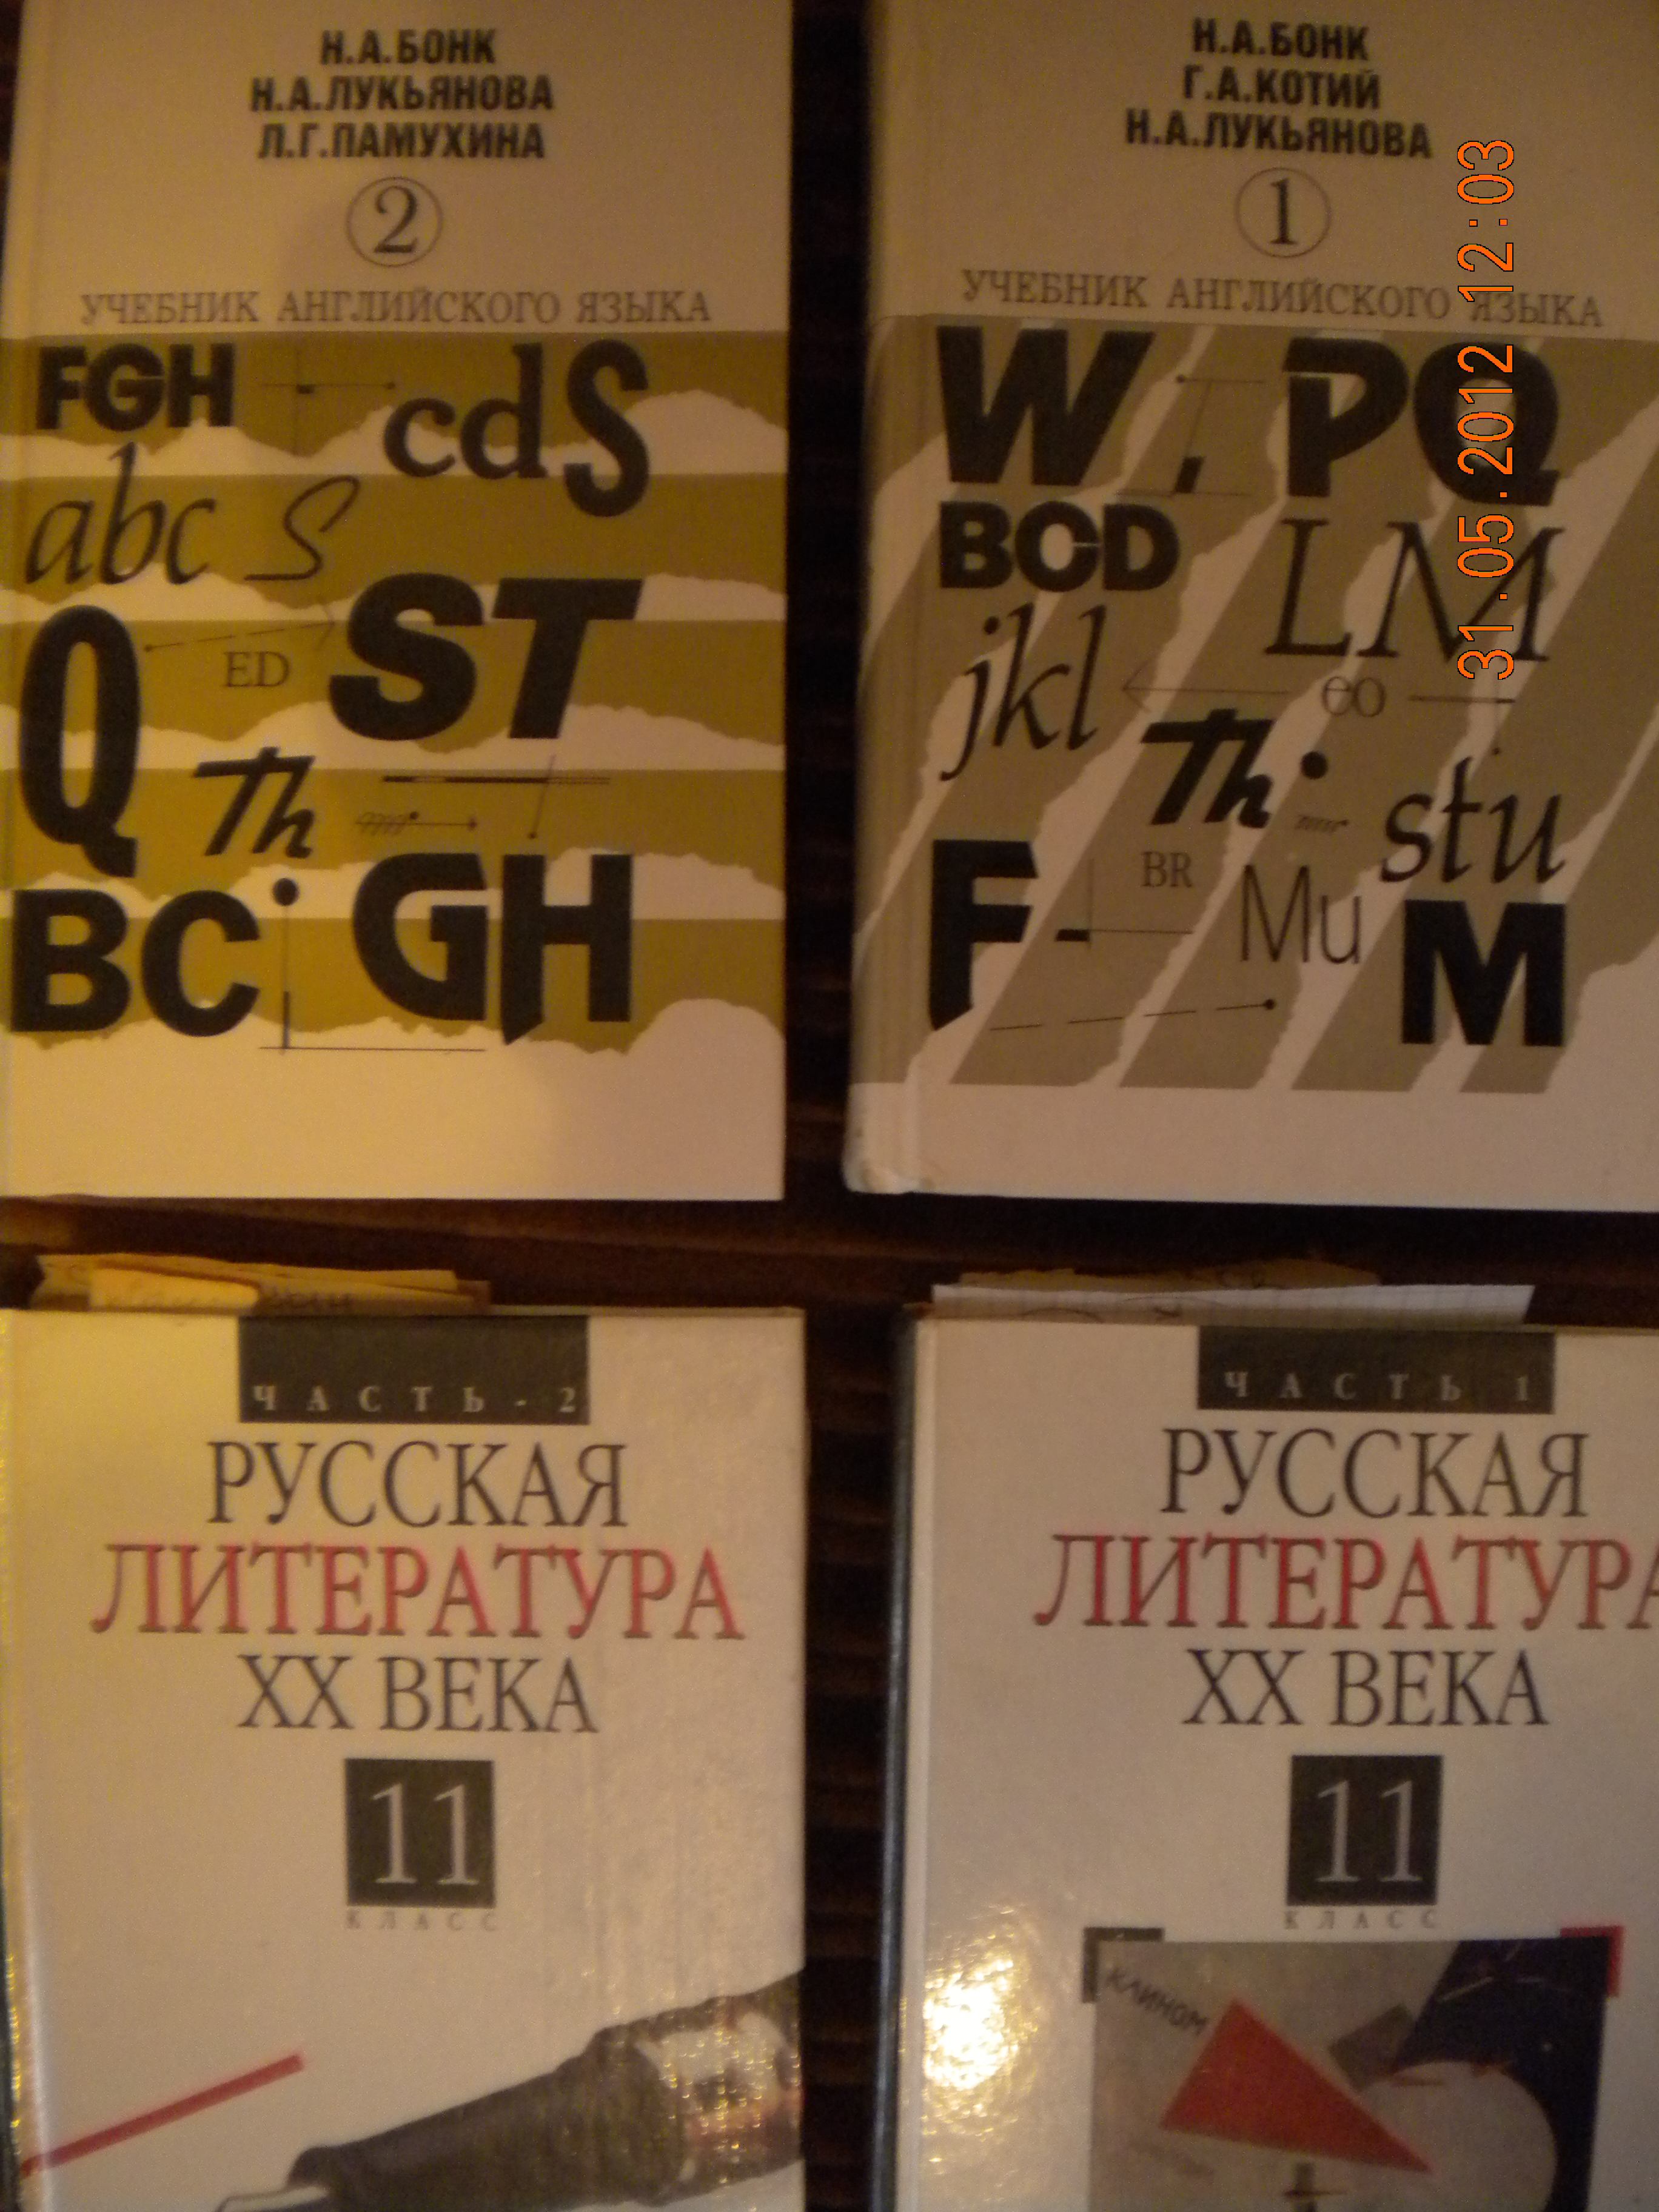 Н.А.БОНК
Н.А.ЛУКЬЯНОВА
Л.Г.ПАМУХИНА
2
УЧЕБНИК АНГЛИЙСКОГО ЯЗЫКА
FGH
cdS
abc S
Q
ED
ST
Th
BC
GH
Н.А.БОНК
Г.А.КОТИЙ
Н.А.ЛУКЬЯНОВА
1
УЧЕБНИК АНГЛИЙСКОГО ЯЗЫКА
W
PQ
BCD
LM
jkl
eo
Th
stu
F
BR
Mu
M
31.05.2012 12:03
ЧАСТЬ-2
РУССКАЯ
ЛИТЕРАТУРА
XX ВЕКА
11
КЛАСС
ЧАСТЬ 1
РУССКАЯ
ЛИТЕРАТУРА
XX ВЕКА
11
КЛАСС
КЛИНОМ